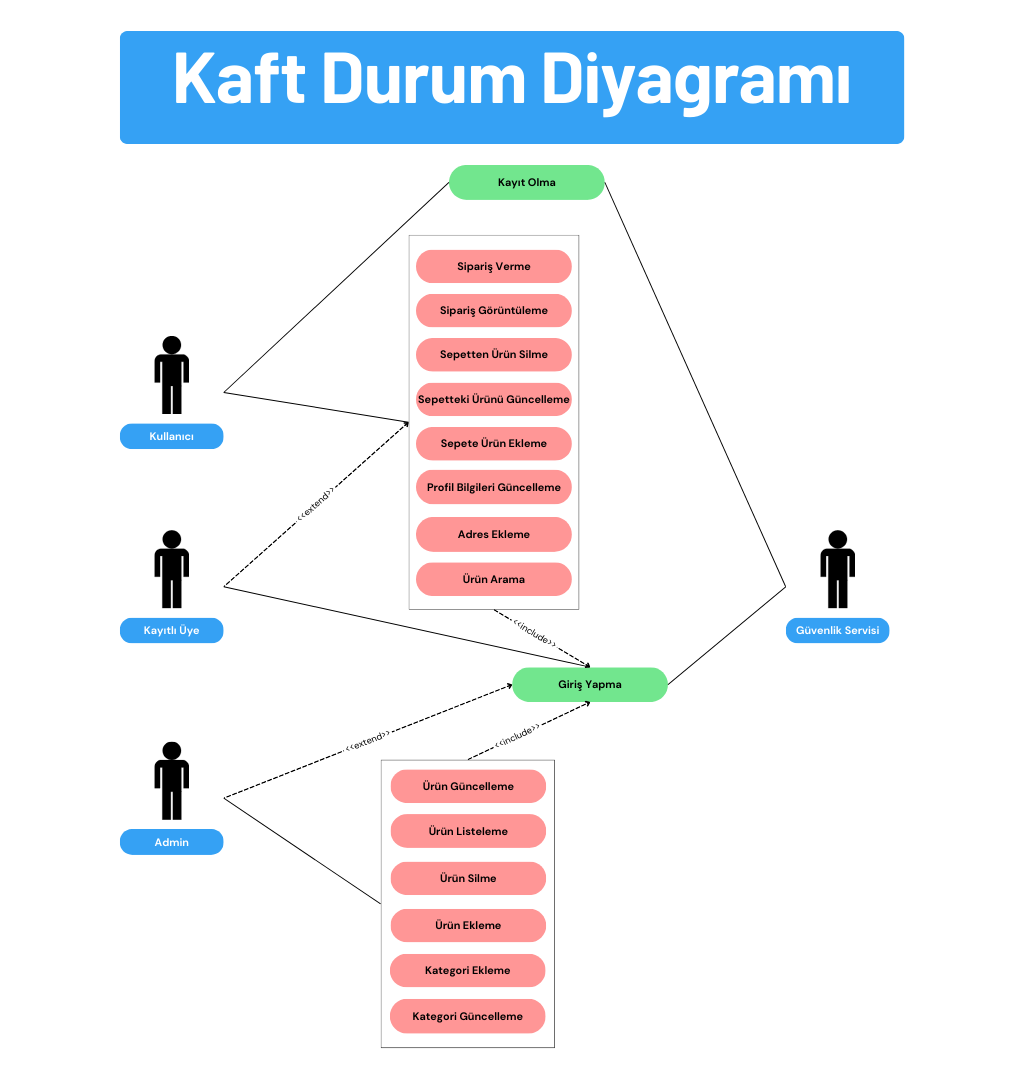 Kaft Durum Diyagramı
Kayıt Olma
Sipariş Verme
Sipariş Görüntüleme
Sepetten Ürün Silme
Sepetteki Ürünü Güncelleme
Kullanıcı
Sepete Ürün Ekleme
Profil Bilgileri Güncelleme
<<extend>>
Adres Ekleme
Ürün Arama
Kayıtlı Üye
Güvenlik Servisi
<<include>>
Giriş Yapma
<<extend>>
<<include>>
Ürün Güncelleme
Ürün Listeleme
Admin
Ürün Silme
Ürün Ekleme
Kategori Ekleme
Kategori Güncelleme